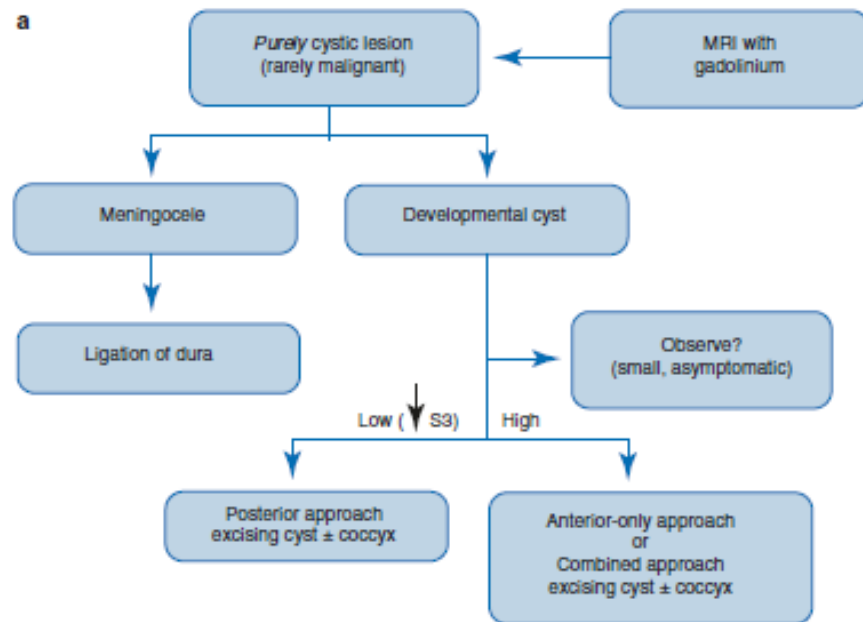 a
Purely cystic lesion
(rarely malignant)
MRI with
gadolinium
Meningocele
Developmental cyst
Ligation of dura
Observe?
(small, asymptomatic)
Low (↓ S3)
High
Posterior approach
excising cyst ± coccyx
Anterior-only approach
or
Combined approach
excising cyst ± coccyx